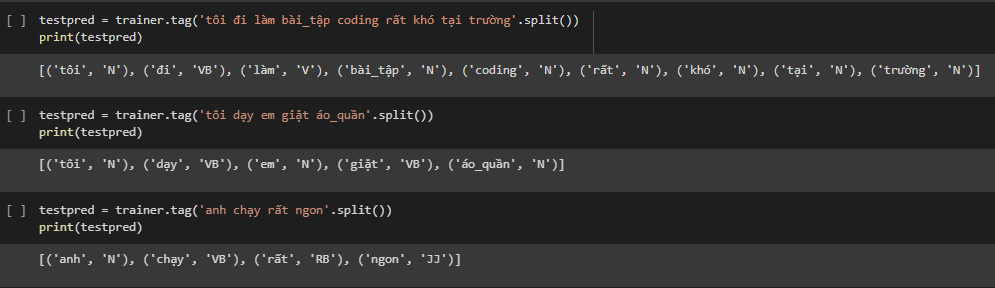 [ ] testpred = trainer.tag('tôi đi làm bài_tập coding rất khó tại trường'.split())
print(testpred)
[('tôi', 'N'), ('đi', 'VB'), ('làm', 'V'), ('bài_tập', 'N'), ('coding', 'N'), ('rất', 'N'), ('khó', 'N'), ('tại', 'N'), ('trường', 'N')]
[ ] testpred = trainer.tag('tôi dạy em giặt áo_quần'.split())
print(testpred)
[('tôi', 'N'), ('dạy', 'VB'), ('em', 'N'), ('giặt', 'VB'), ('áo_quần', 'N')]
[ ] testpred = trainer.tag('anh chạy rất ngon'.split())
print(testpred)
[('anh', 'N'), ('chạy', 'VB'), ('rất', 'RB'), ('ngon', 'JJ')]